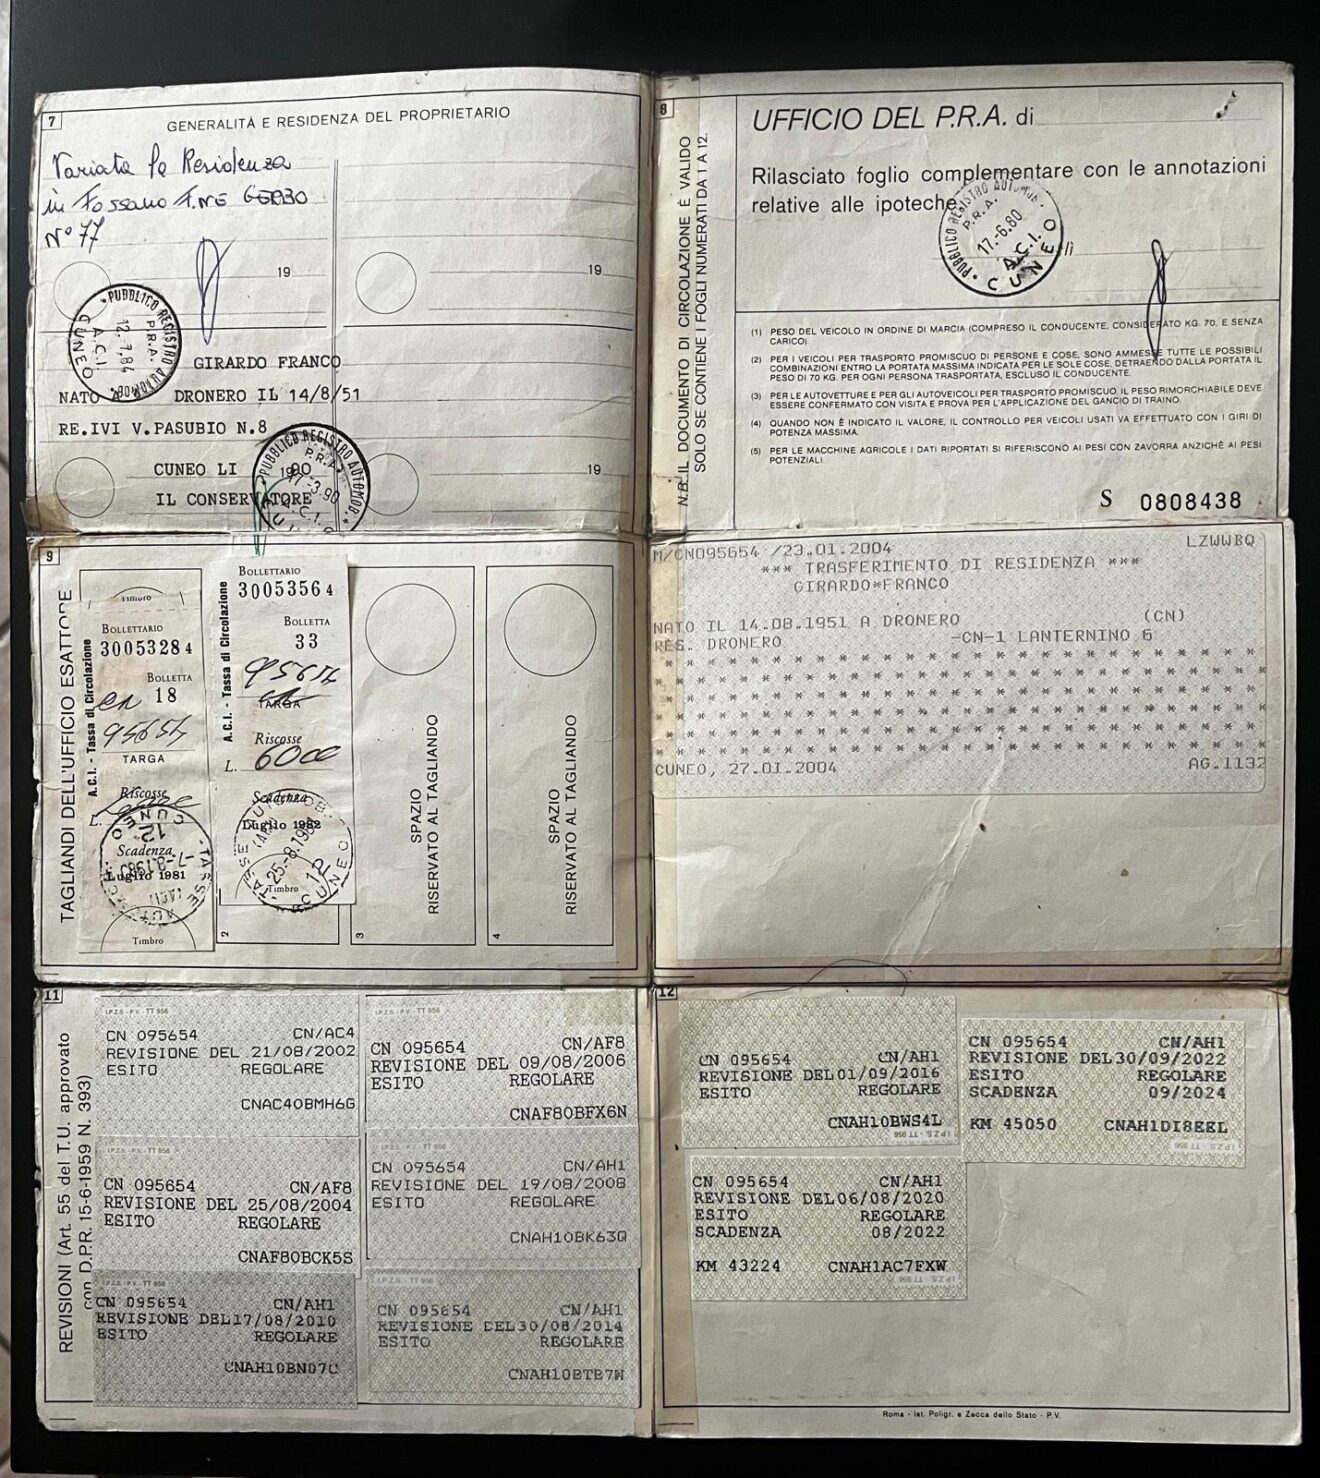 7
GENERALITÀ E RESIDENZA DEL PROPRIETARIO
Variata la Residenza
in Fossano F.NE GERBO
N° 77
19
19
PUBBLICO REGISTRO AUTOMOB.
P.R.A.
12.7.84
A.C.I.
CUNEO
GIRARDO FRANCO
NATO A DRONERO IL 14/8/51
RE.IVI V.PASUBIO N.8
CUNEO LI
19
IL CONSERVATORE
PUBBLICO REGISTRO AUTOMOB.
P.R.A.
.3.90
A.C.I.
8
N.B. IL DOCUMENTO DI CIRCOLAZIONE È VALIDO
SOLO SE CONTIENE I FOGLI NUMERATI DA 1 A 12.
UFFICIO DEL P.R.A. di
Rilasciato foglio complementare con le annotazioni
relative alle ipoteche
lì
PUBBLICO REGISTRO AUTOMOB.
P.R.A.
17.-6.80
A.C.I.
CUNEO
(1) PESO DEL VEICOLO IN ORDINE DI MARCIA (COMPRESO IL CONDUCENTE, CONSIDERATO KG. 70, E SENZA
CARICO).
(2) PER I VEICOLI PER TRASPORTO PROMISCUO DI PERSONE E COSE, SONO AMMESSE TUTTE LE POSSIBILI
COMBINAZIONI ENTRO LA PORTATA MASSIMA INDICATA PER LE SOLE COSE, DETRAENDO DALLA PORTATA IL
PESO DI 70 KG. PER OGNI PERSONA TRASPORTATA, ESCLUSO IL CONDUCENTE.
(3) PER LE AUTOVETTURE E PER GLI AUTOVEICOLI PER TRASPORTO PROMISCUO, IL PESO RIMORCHIABILE DEVE
ESSERE CONFERMATO CON VISITA E PROVA PER L'APPLICAZIONE DEL GANCIO DI TRAINO.
(4) QUANDO NON È INDICATO IL VALORE, IL CONTROLLO PER VEICOLI USATI VA EFFETTUATO CON I GIRI DI
POTENZA MASSIMA.
(5) PER LE MACCHINE AGRICOLE I DATI RIPORTATI SI RIFERISCONO AI PESI CON ZAVORRA ANZICHÈ AI PESI
POTENZIALI.
S 0808438
9
TAGLIANDI DELL'UFFICIO ESATTORE
Timbro
A.C.I. - Tassa di Circolazione
BOLLETTARIO
30053284
BOLLETTA
18
CN
95654
TARGA
Riscosse
L.
Scadenza
Luglio 1981
CUNEO
12
Timbro
A.C.I. - Tassa di Circolazione
BOLLETTARIO
30053564
BOLLETTA
33
95654
TARGA
Riscosse
L. 6000
Scadenza
Luglio 1982
25.-8.198
12
CUNEO
Timbro
2
3
SPAZIO
RISERVATO AL TAGLIANDO
4
SPAZIO
RISERVATO AL TAGLIANDO
M/CN095654 /23.01.2004 LZWWBQ
*** TRASFERIMENTO DI RESIDENZA ***
GIRARDO*FRANCO
NATO IL 14.08.1951 A DRONERO (CN)
RES. DRONERO -CN-1 LANTERNINO 6
* * * * * * * * * * * * * * * * * * * *
* * * * * * * * * * * * * * * * * * * *
* * * * * * * * * * * * * * * * * * * *
* * * * * * * * * * * * * * * * * * * *
* * * * * * * * * * * * * * * * * * * *
CUNEO, 27.01.2004 AG.1132
11
REVISIONI (Art. 55 del T.U. approvato
con D.P.R. 15-6-1959 N. 393)
I.P.Z.S. - P.V. - TT 956
CN 095654 CN/AC4
REVISIONE DEL 21/08/2002
ESITO REGOLARE
CNAC40BMH6G
I.P.Z.S. - P.V. - TT 956
CN 095654 CN/AF8
REVISIONE DEL 09/08/2006
ESITO REGOLARE
CNAF80BFX6N
I.P.Z.S. - P.V. - TT 956
CN 095654 CN/AF8
REVISIONE DEL 25/08/2004
ESITO REGOLARE
CNAF80BCK5S
CN 095654 CN/AH1
REVISIONE DEL 19/08/2008
ESITO REGOLARE
CNAH10BK63Q
I.P.Z.S. - P.V. - TT 956
CN 095654 CN/AH1
REVISIONE DEL17/08/2010
ESITO REGOLARE
CNAH10BN07C
I.P.Z.S. - P.V. - TT 956
CN 095654 CN/AH1
REVISIONE DEL30/08/2014
ESITO REGOLARE
CNAH10BTB7W
12
CN 095654 CN/AH1
REVISIONE DEL01/09/2016
ESITO REGOLARE
CNAH10BWS4L
I.P.Z.S. - P.V. - TT 956
CN 095654 CN/AH1
REVISIONE DEL30/09/2022
ESITO REGOLARE
SCADENZA 09/2024
KM 45050 CNAH1DI8EEL
I.P.Z.S. - P.V. - TT 956
CN 095654 CN/AH1
REVISIONE DEL06/08/2020
ESITO REGOLARE
SCADENZA 08/2022
KM 43224 CNAH1AC7FXW
I.P.Z.S. - P.V. - TT 956
Roma - Ist. Poligr. e Zecca dello Stato - P.V.